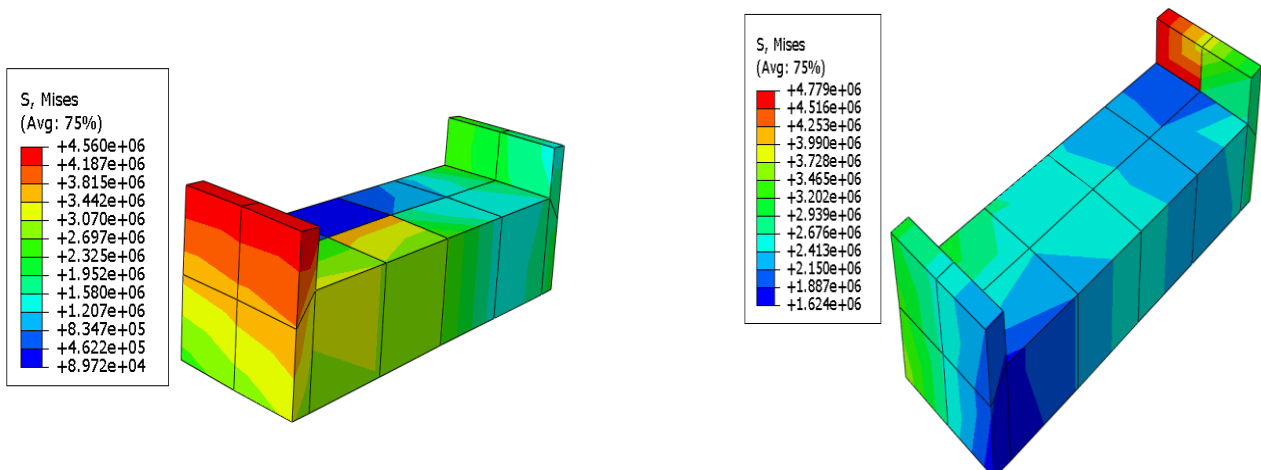 S, Mises
(Avg: 75%)
+4.560e+06
+4.187e+06
+3.815e+06
+3.442e+06
+3.070e+06
+2.697e+06
+2.325e+06
+1.952e+06
+1.580e+06
+1.207e+06
+8.347e+05
+4.622e+05
+8.972e+04
S, Mises
(Avg: 75%)
+4.779e+06
+4.516e+06
+4.253e+06
+3.990e+06
+3.728e+06
+3.465e+06
+3.202e+06
+2.939e+06
+2.676e+06
+2.413e+06
+2.150e+06
+1.887e+06
+1.624e+06